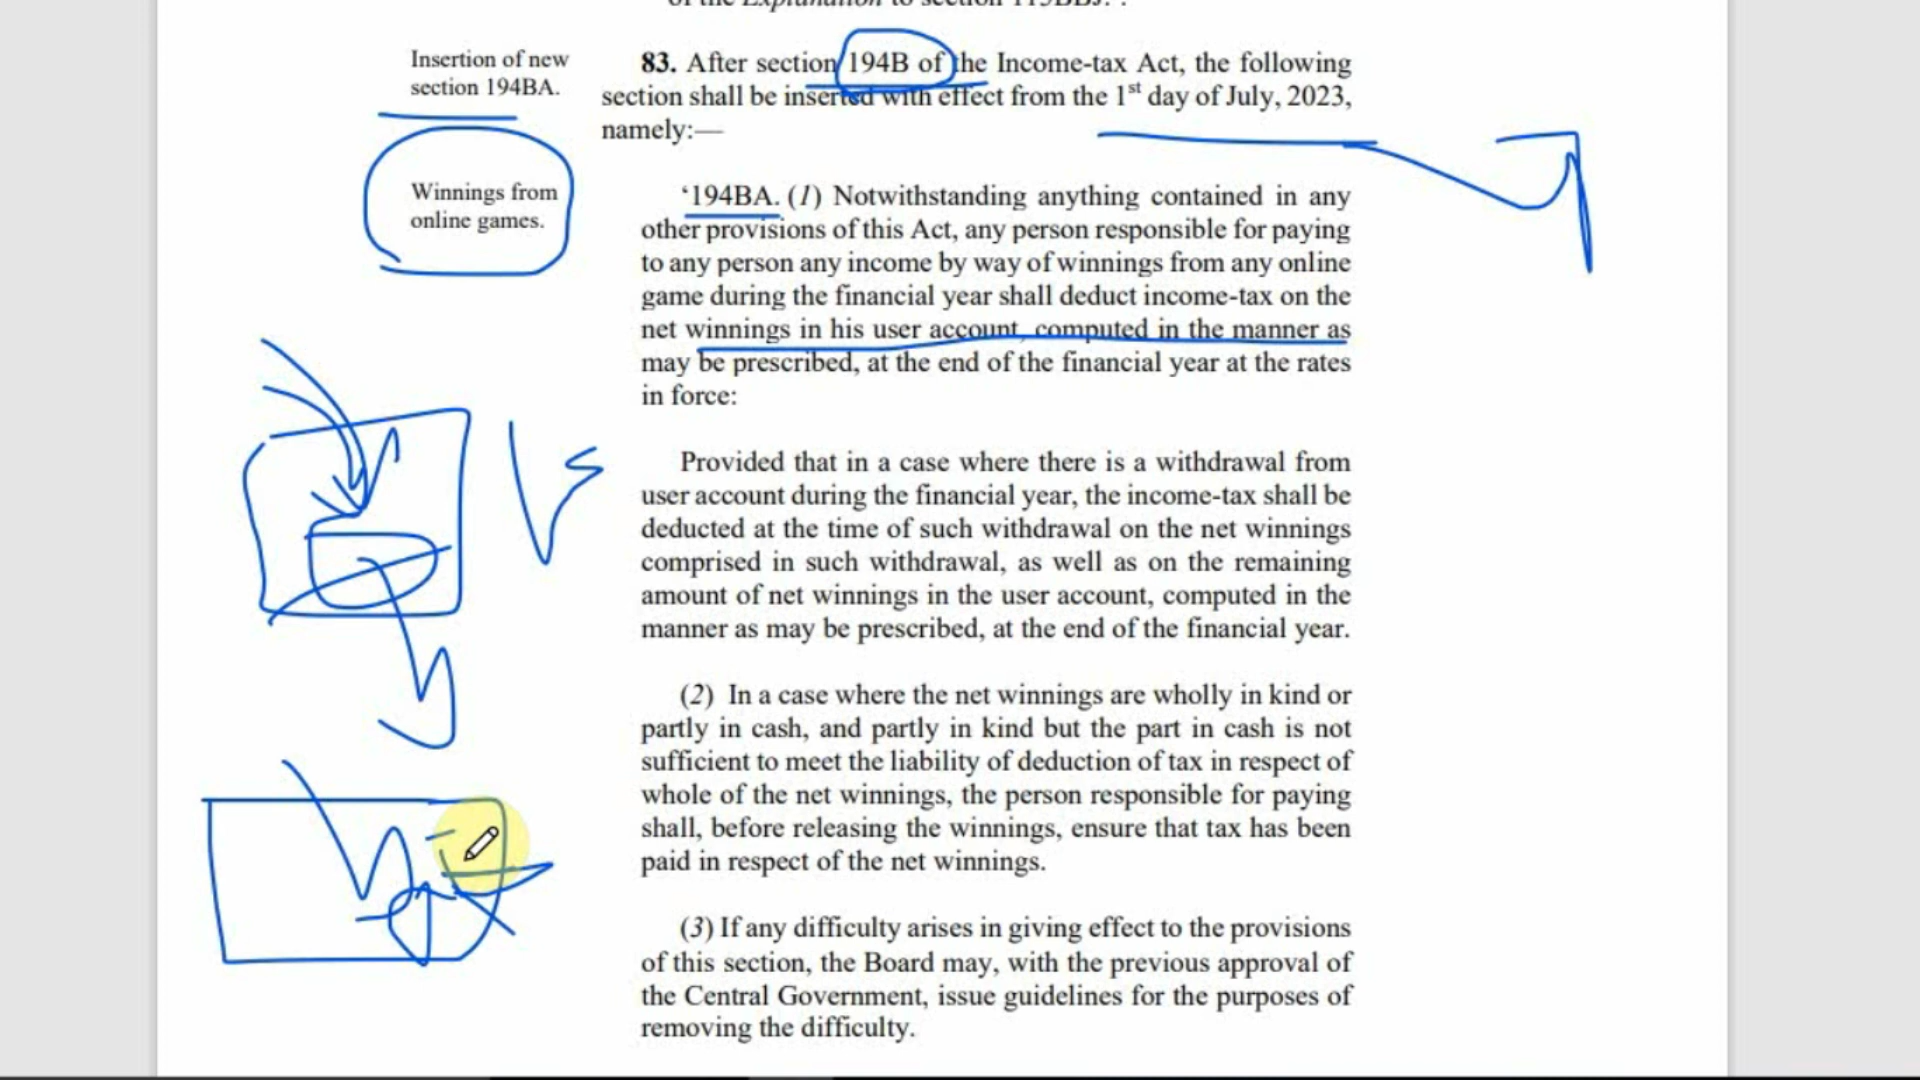 of the Explanation to section 115BBJ.'.
Insertion of new
section 194BA.
83. After section 194B of the Income-tax Act, the following
section shall be inserted with effect from the 1st day of July, 2023,
namely:—
Winnings from
online games.
‘194BA. (1) Notwithstanding anything contained in any
other provisions of this Act, any person responsible for paying
to any person any income by way of winnings from any online
game during the financial year shall deduct income-tax on the
net winnings in his user account, computed in the manner as
may be prescribed, at the end of the financial year at the rates
in force:
Vs
Provided that in a case where there is a withdrawal from
user account during the financial year, the income-tax shall be
deducted at the time of such withdrawal on the net winnings
comprised in such withdrawal, as well as on the remaining
amount of net winnings in the user account, computed in the
manner as may be prescribed, at the end of the financial year.
(2) In a case where the net winnings are wholly in kind or
partly in cash, and partly in kind but the part in cash is not
sufficient to meet the liability of deduction of tax in respect of
whole of the net winnings, the person responsible for paying
shall, before releasing the winnings, ensure that tax has been
paid in respect of the net winnings.
(3) If any difficulty arises in giving effect to the provisions
of this section, the Board may, with the previous approval of
the Central Government, issue guidelines for the purposes of
removing the difficulty.